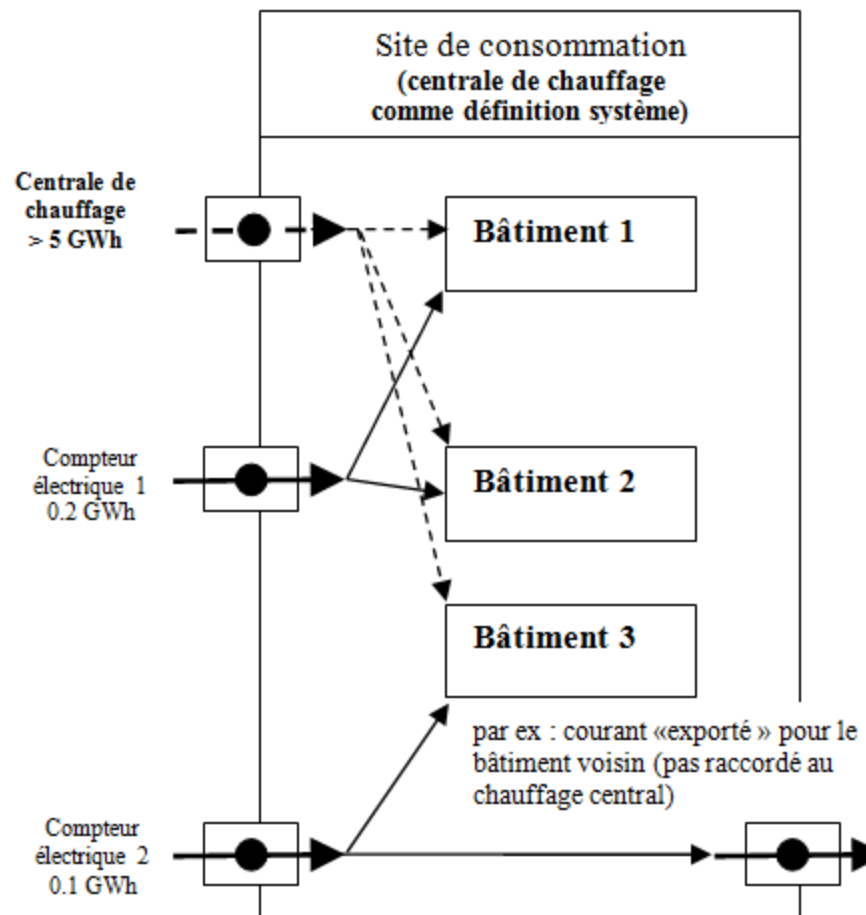 Site de consommation
(centrale de chauffage
comme définition système)
Centrale de
chauffage
> 5 GWh
Bâtiment 1
Compteur
électrique 1
0.2 GWh
Bâtiment 2
Bâtiment 3
par ex : courant «exporté » pour le
bâtiment voisin (pas raccordé au
chauffage central)
Compteur
électrique 2
0.1 GWh